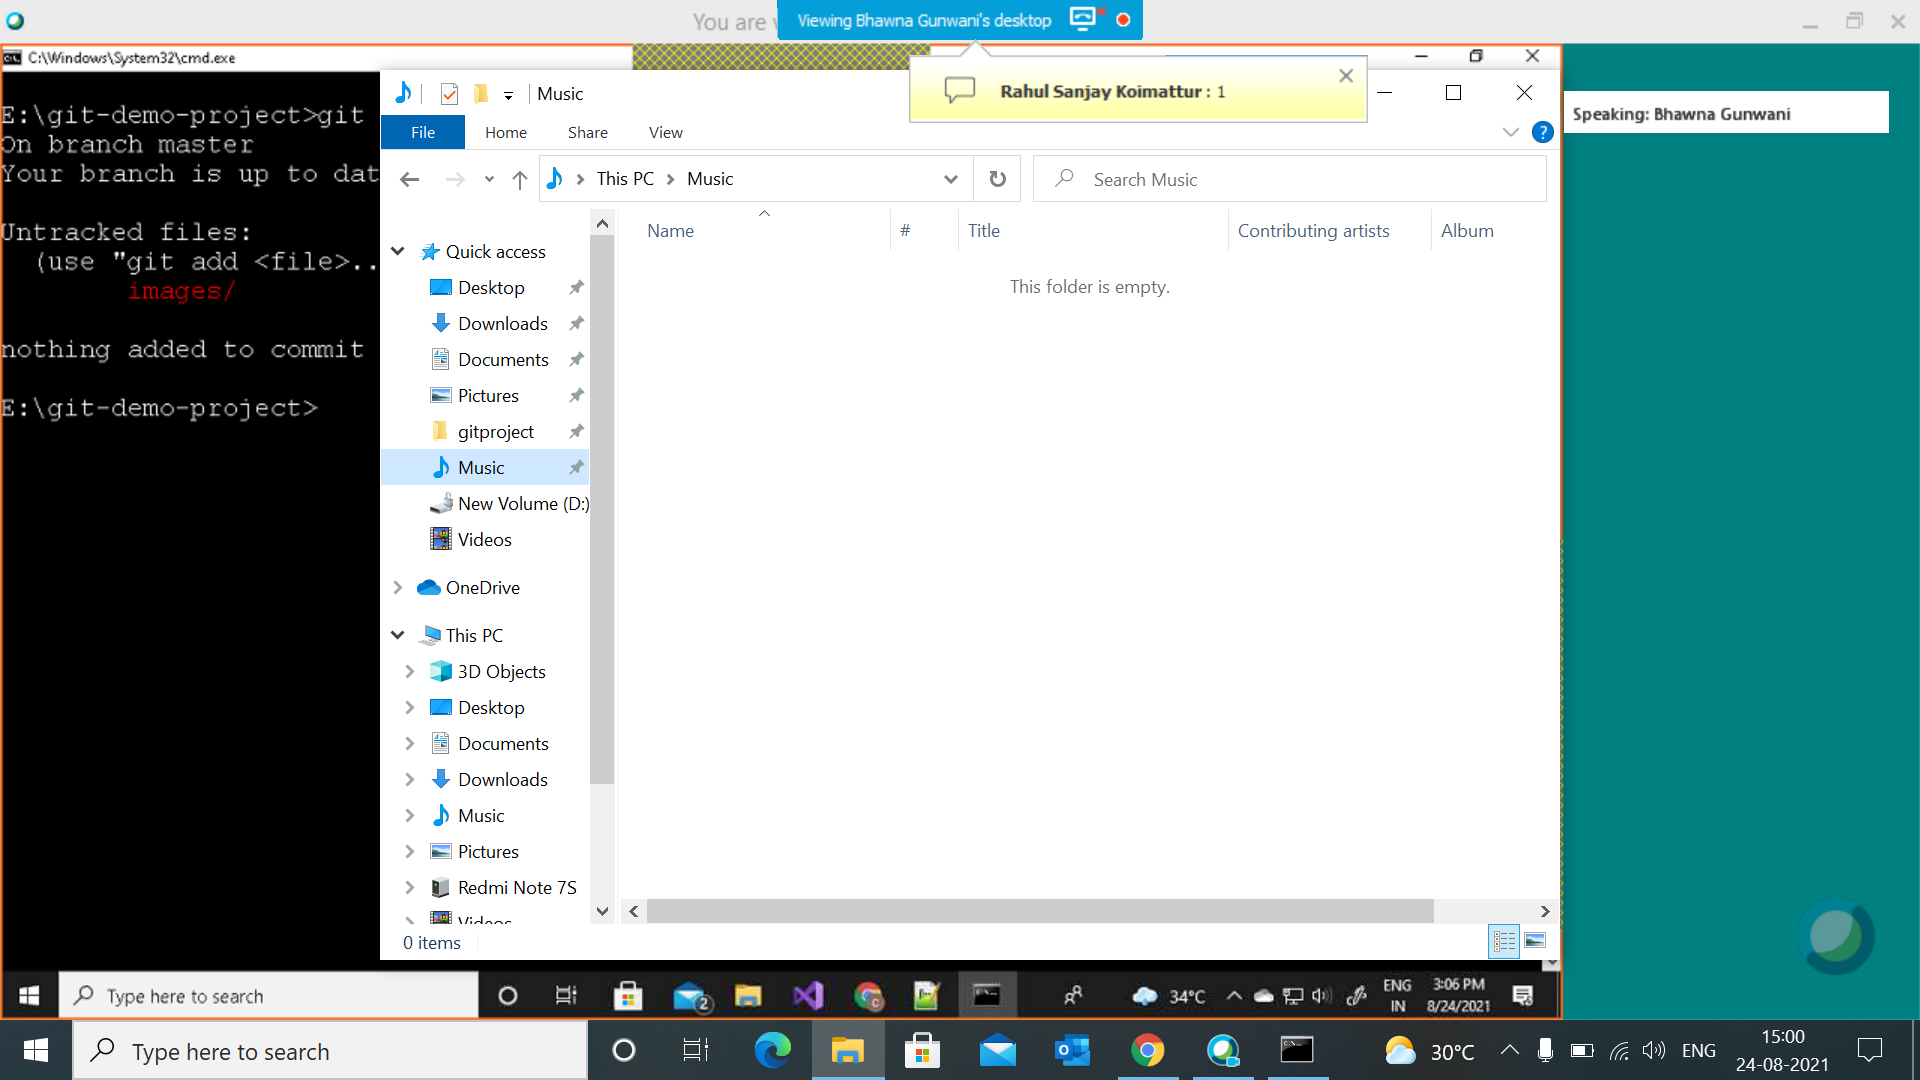 You are
Viewing Bhawna Gunwani's desktop
C:\Windows\System32\cmd.exe
E:\git-demo-project>git
On branch master
Your branch is up to dat
Untracked files:
(use "git add <file>..
images/
nothing added to commit
E:\git-demo-project>
Music
Rahul Sanjay Koimattur : 1
Speaking: Bhawna Gunwani
File Home Share View
This PC Music
Search Music
Name # Title Contributing artists Album
This folder is empty.
Quick access
Desktop
Downloads
Documents
Pictures
gitproject
Music
New Volume (D:)
Videos
OneDrive
This PC
3D Objects
Desktop
Documents
Downloads
Music
Pictures
Redmi Note 7S
Videos
0 items
Type here to search
2
C
34°C
ENG
IN
3:06 PM
8/24/2021
Type here to search
30°C
ENG
15:00
24-08-2021